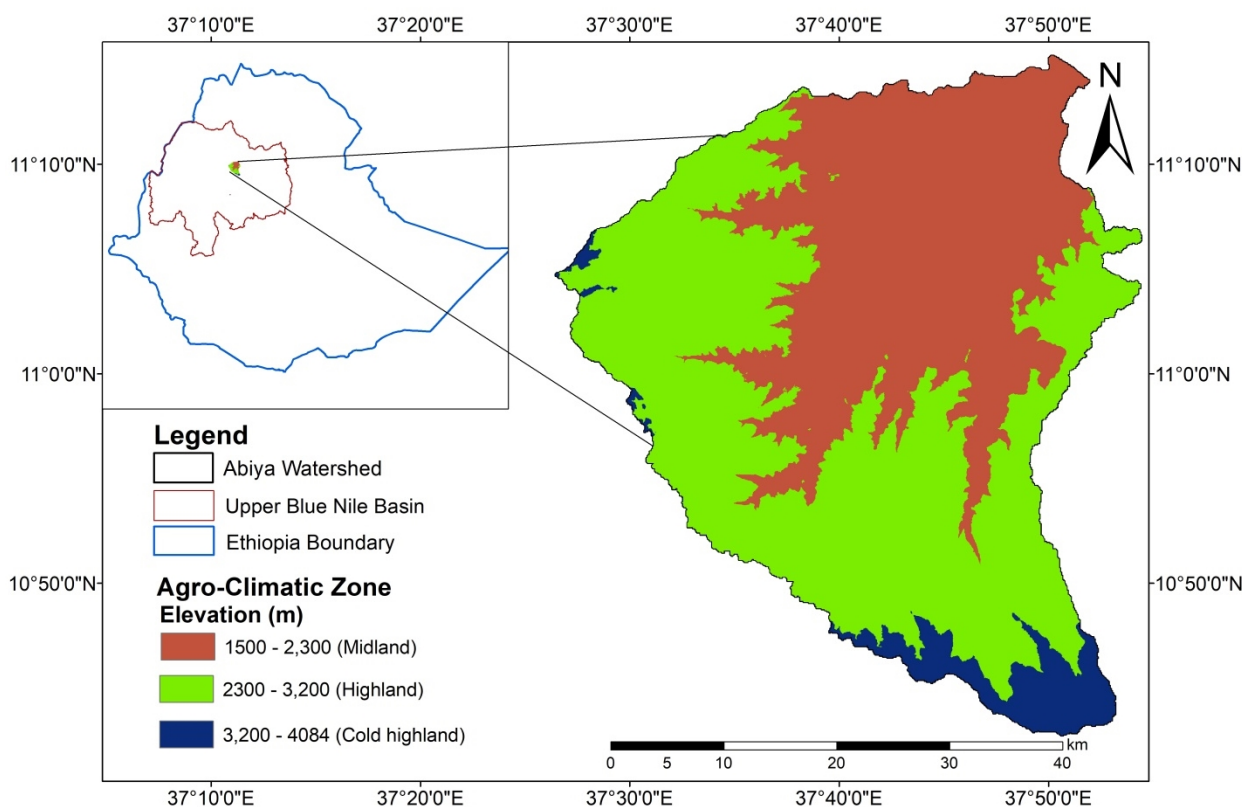 37°10'0"E 37°20'0"E 37°30'0"E 37°40'0"E 37°50'0"E
N
11°10'0"N 11°10'0"N
11°0'0"N 11°0'0"N
Legend
Abiya Watershed
Upper Blue Nile Basin
Ethiopia Boundary
10°50'0"N 10°50'0"N
Agro-Climatic Zone
Elevation (m)
1500 - 2,300 (Midland)
2300 - 3,200 (Highland)
3,200 - 4084 (Cold highland)
km
0 5 10 20 30 40
37°10'0"E 37°20'0"E 37°30'0"E 37°40'0"E 37°50'0"E